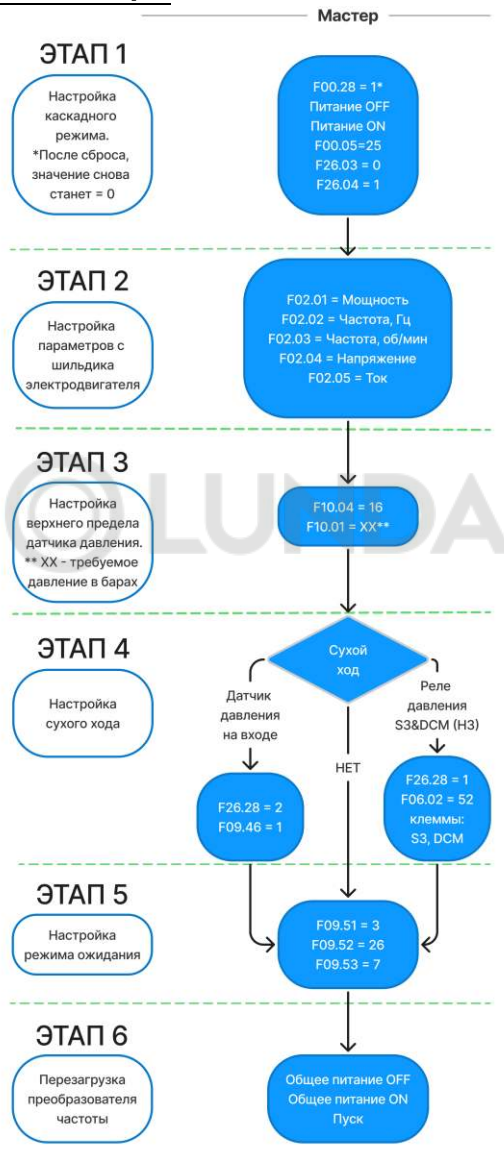 Мастер
ЭТАП 1
Настройка
каскадного
режима.
*После сброса,
значение снова
станет = 0
F00.28 = 1*
Питание OFF
Питание ON
F00.05=25
F26.03 = 0
F26.04 = 1
ЭТАП 2
Настройка
параметров с
шильдика
электродвигателя
F02.01 = Мощность
F02.02 = Частота, Гц
F02.03 = Частота, об/мин
F02.04 = Напряжение
F02.05 = Ток
ЭТАП 3
Настройка
верхнего предела
датчика давления.
** XX - требуемое
давление в барах
F10.04 = 16
F10.01 = XX**
LUNDA
ЭТАП 4
Настройка
сухого хода
Сухой
ход
Датчик
давления
на входе
НЕТ
Реле
давления
S3&DCM (НЗ)
F26.28 = 2
F09.46 = 1
F26.28 = 1
F06.02 = 52
клеммы:
S3, DCM
ЭТАП 5
Настройка
режима ожидания
F09.51 = 3
F09.52 = 26
F09.53 = 7
ЭТАП 6
Перезагрузка
преобразователя
частоты
Общее питание OFF
Общее питание ON
Пуск